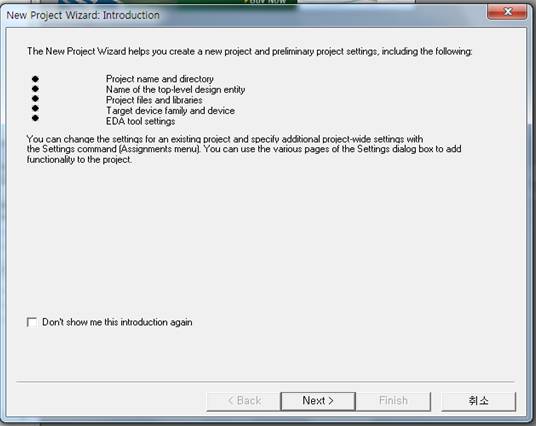 Buy Now
New Project Wizard: Introduction
The New Project Wizard helps you create a new project and preliminary project settings, including the following:
Project name and directory
Name of the top-level design entity
Project files and libraries
Target device family and device
EDA tool settings
You can change the settings for an existing project and specify additional project-wide settings with
the Settings command (Assignments menu). You can use the various pages of the Settings dialog box to add
functionality to the project.
Don't show me this introduction again
< Back
Next >
Finish
취소